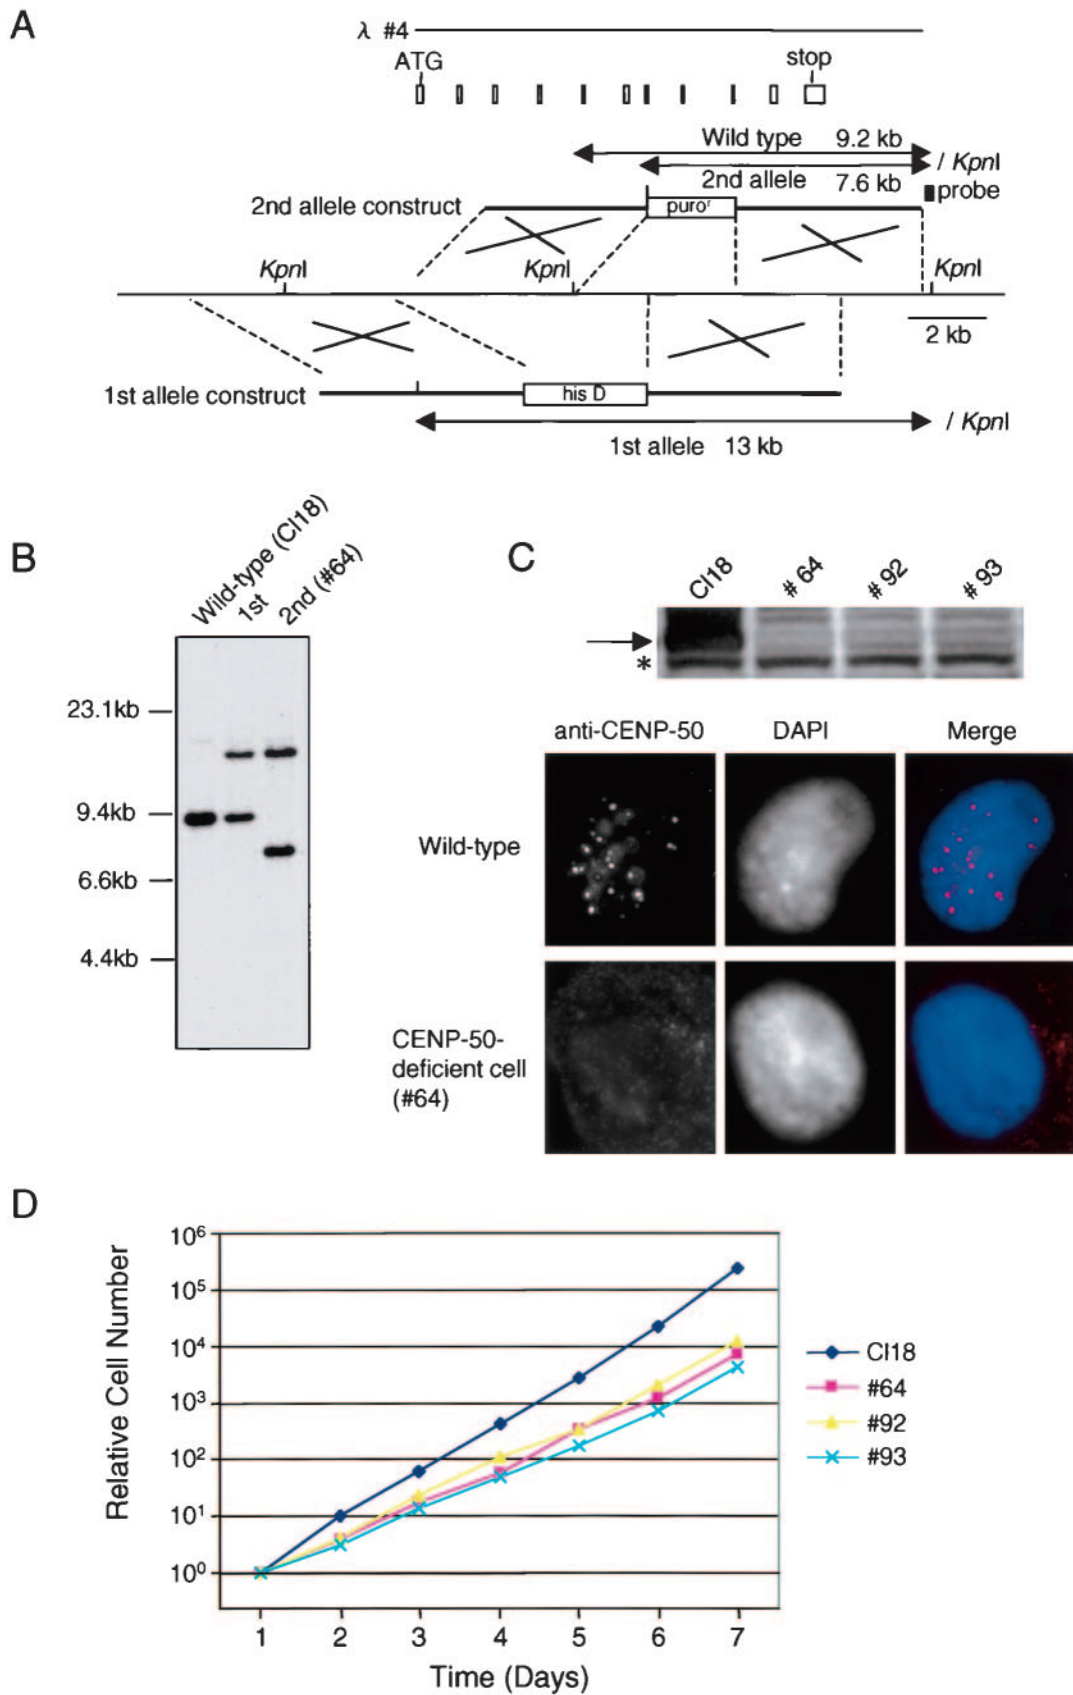 A
λ #4
ATG
stop
Wild type 9.2 kb
/ KpnI
2nd allele 7.6 kb
probe
2nd allele construct
puroʳ
KpnI
KpnI
KpnI
2 kb
1st allele construct
his D
/ KpnI
1st allele 13 kb
B
Wild-type (Cl18)
1st
2nd (#64)
23.1kb
9.4kb
6.6kb
4.4kb
C
Cl18
# 64
# 92
# 93
*
anti-CENP-50
DAPI
Merge
Wild-type
CENP-50-
deficient cell
(#64)
D
Relative Cell Number
10⁶
10⁵
10⁴
10³
10²
10¹
10⁰
1 2 3 4 5 6 7
Time (Days)
Cl18
#64
#92
#93